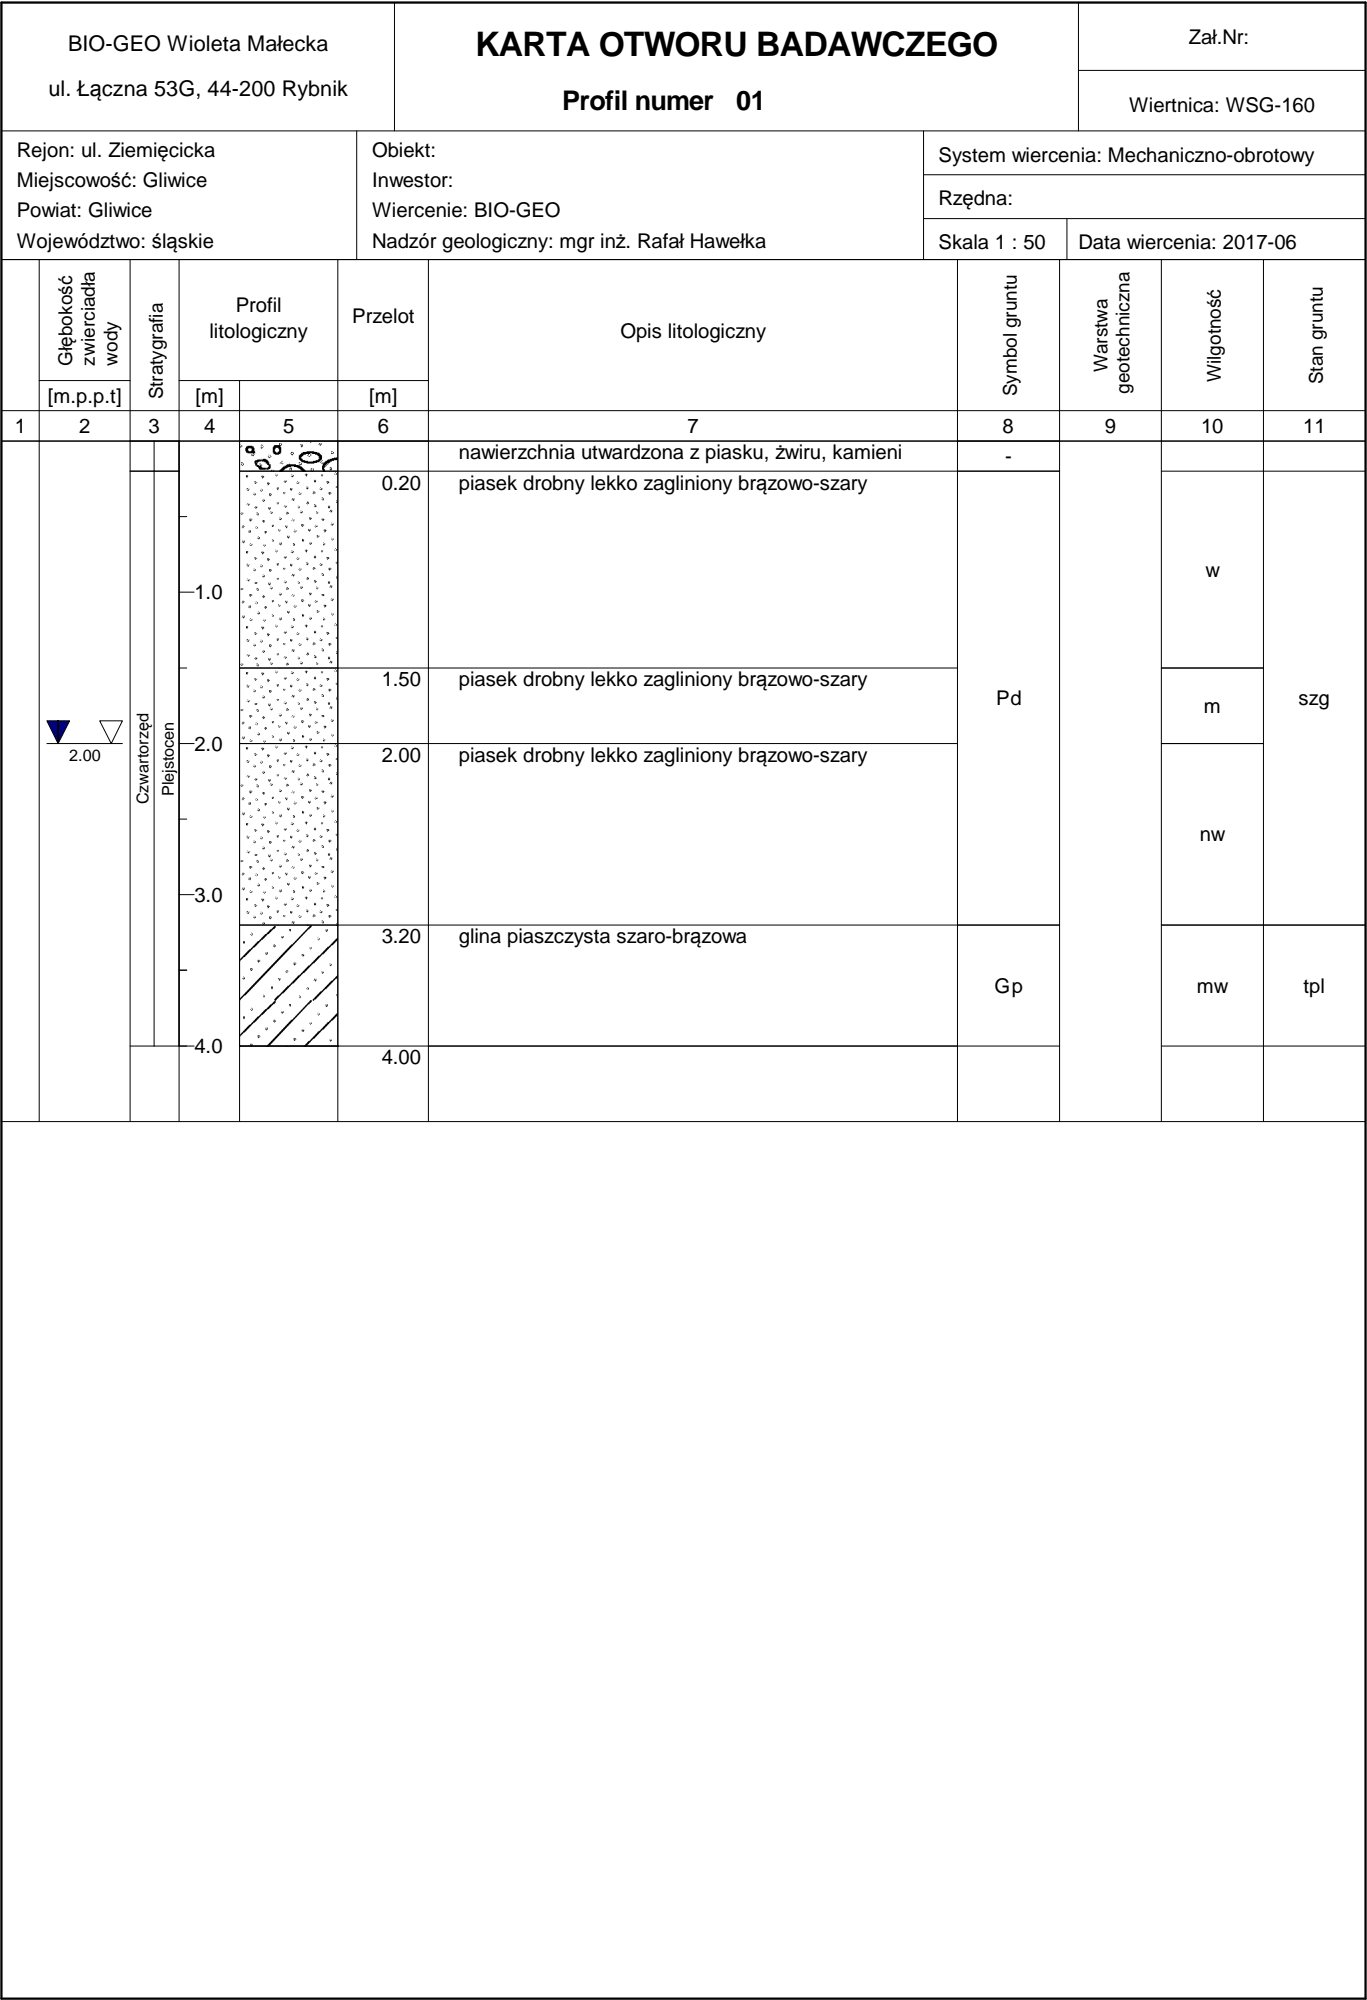 BIO-GEO Wioleta Małecka
ul. Łączna 53G, 44-200 Rybnik
KARTA OTWORU BADAWCZEGO
Profil numer 01
Zał.Nr:
Wiertnica: WSG-160
Rejon: ul. Ziemięcicka
Miejscowość: Gliwice
Powiat: Gliwice
Województwo: śląskie
Obiekt:
Inwestor:
Wiercenie: BIO-GEO
Nadzór geologiczny: mgr inż. Rafał Hawełka
System wiercenia: Mechaniczno-obrotowy
Rzędna:
Skala 1 : 50
Data wiercenia: 2017-06
Głębokość
zwierciadła
wody
[m.p.p.t]
Stratygrafia
Profil
litologiczny
[m]
Przelot
[m]
Opis litologiczny
Symbol gruntu
Warstwa
geotechniczna
Wilgotność
Stan gruntu
1 2 3 4 5 6 7 8 9 10 11
nawierzchnia utwardzona z piasku, żwiru, kamieni -
0.20 piasek drobny lekko zagliniony brązowo-szary
1.0
w
1.50 piasek drobny lekko zagliniony brązowo-szary
Pd
m
szg
2.00
Czwartorzęd
Plejstocen
2.0
2.00 piasek drobny lekko zagliniony brązowo-szary
nw
3.0
3.20 glina piaszczysta szaro-brązowa
Gp
mw
tpl
4.0
4.00